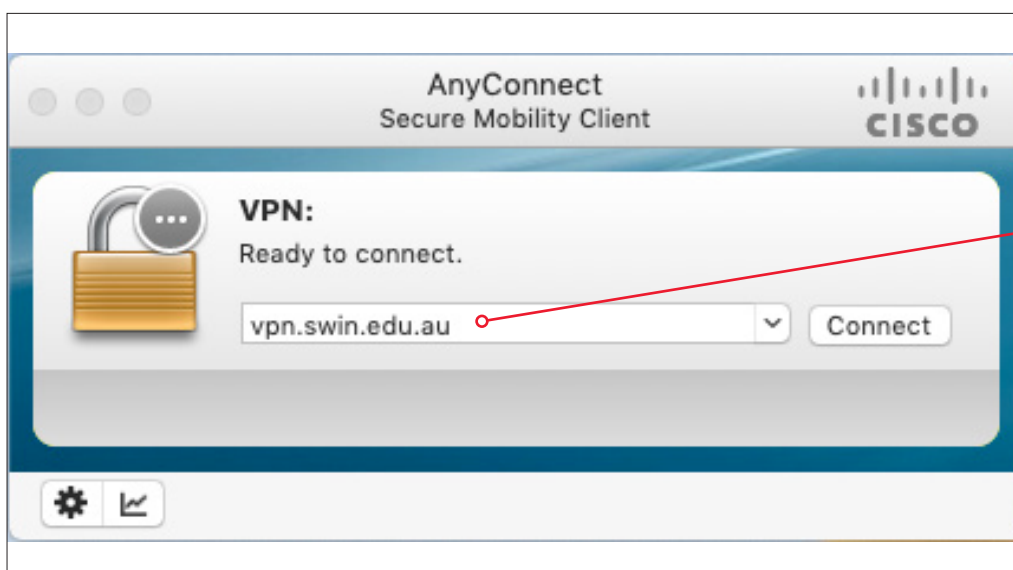 AnyConnect
Secure Mobility Client
CISCO
VPN:
Ready to connect.
vpn.swin.edu.au
Connect